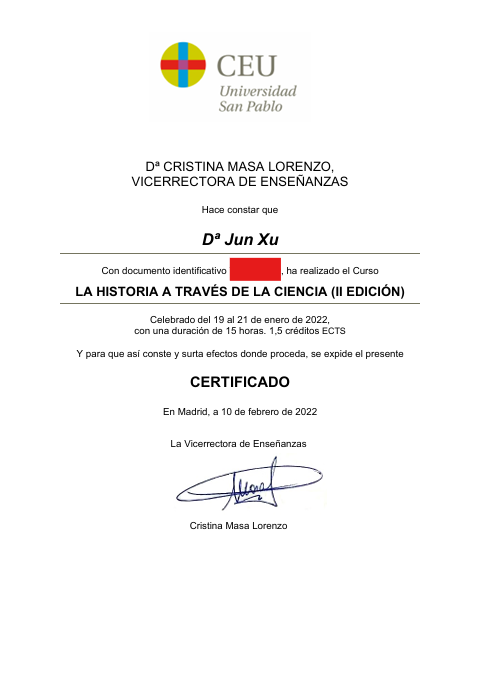 CEU
Universidad
San Pablo
Dª CRISTINA MASA LORENZO,
VICERRECTORA DE ENSEÑANZAS
Hace constar que
Dª Jun Xu
Con documento identificativo , ha realizado el Curso
LA HISTORIA A TRAVÉS DE LA CIENCIA (II EDICIÓN)
Celebrado del 19 al 21 de enero de 2022,
con una duración de 15 horas. 1,5 créditos ECTS
Y para que así conste y surta efectos donde proceda, se expide el presente
CERTIFICADO
En Madrid, a 10 de febrero de 2022
La Vicerrectora de Enseñanzas
Cristina Masa Lorenzo